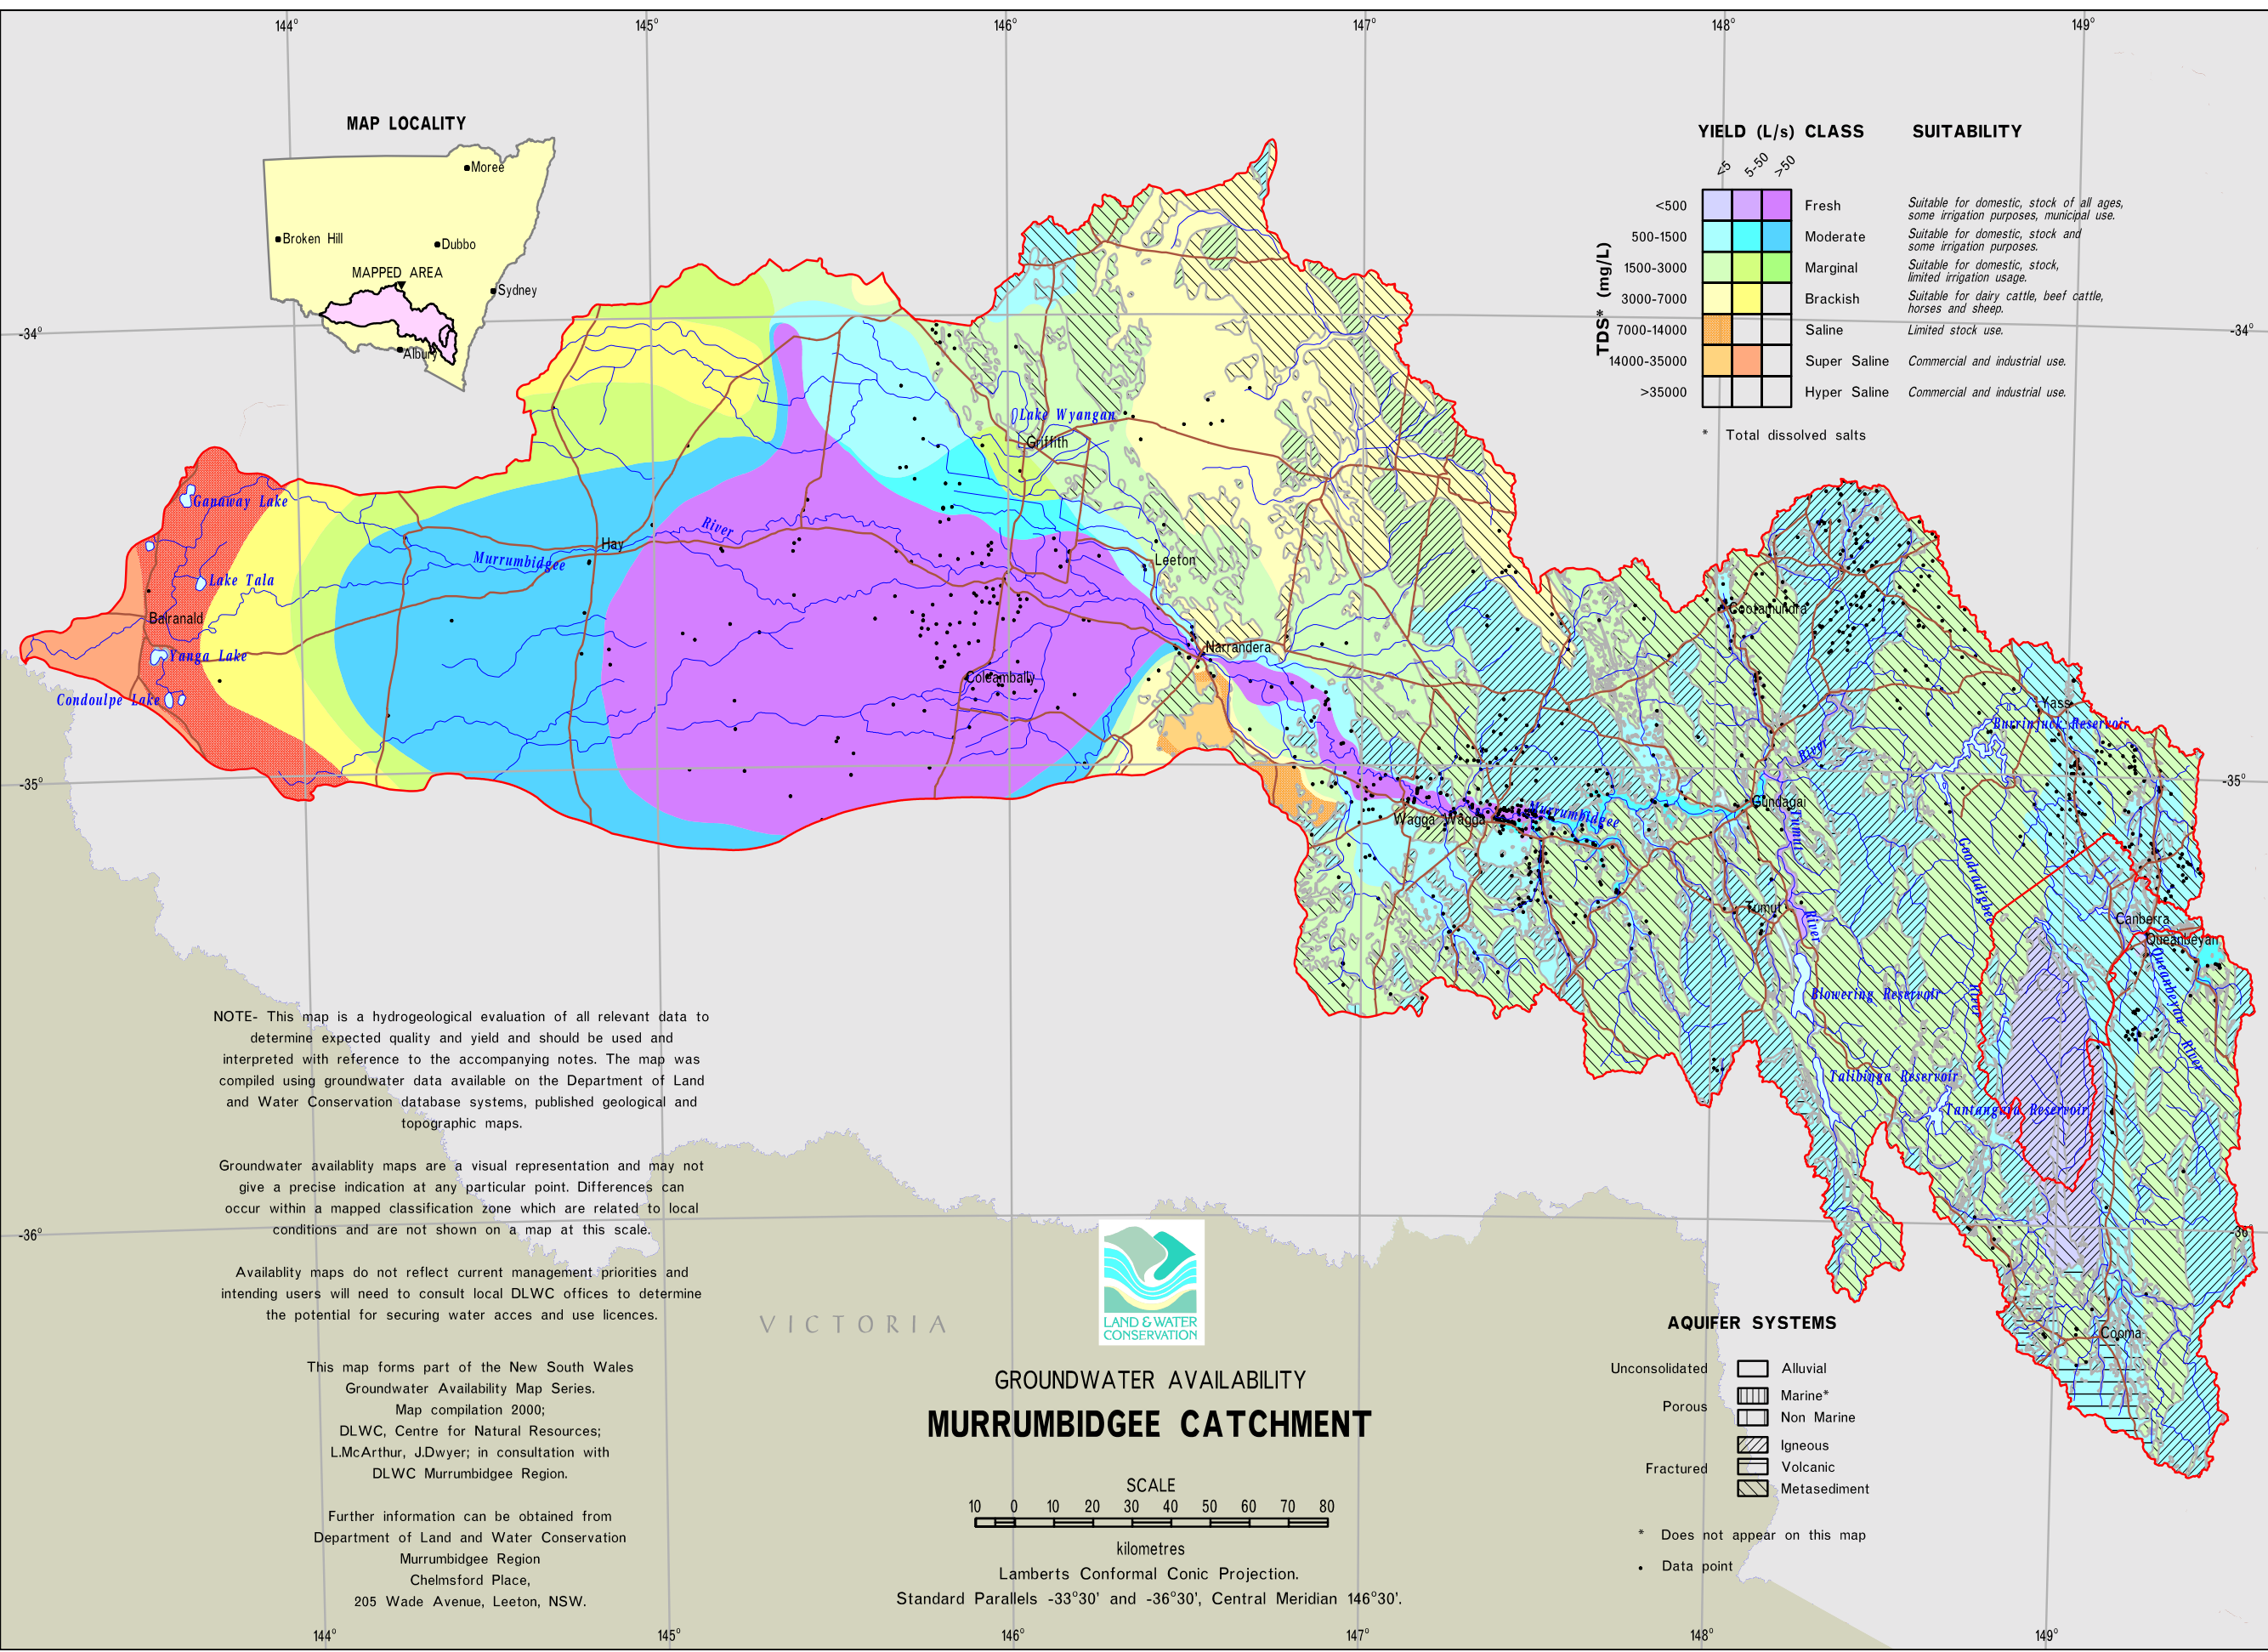 144° 145° 146° 147° 148° 149°
MAP LOCALITY
Moree
Broken Hill
Dubbo
MAPPED AREA
Sydney
Albury
YIELD (L/s) CLASS SUITABILITY
<5 5-50 >50
TDS* (mg/L)
<500 Fresh Suitable for domestic, stock of all ages,
some irrigation purposes, municipal use.
500-1500 Moderate Suitable for domestic, stock and
some irrigation purposes.
1500-3000 Marginal Suitable for domestic, stock,
limited irrigation usage.
3000-7000 Brackish Suitable for dairy cattle, beef cattle,
horses and sheep.
7000-14000 Saline Limited stock use.
14000-35000 Super Saline Commercial and industrial use.
>35000 Hyper Saline Commercial and industrial use.
* Total dissolved salts
-34° -34°
Lake Wyangan
Griffith
Ganaway Lake
River
Hay
Murrumbidgee
Leeton
Lake Tala
Balranald
Cootamundra
Narrandera
Yanga Lake
Coleambally
Condoulpe Lake
Yass
Burrinjuck Reservoir
River
-35° -35°
Gundagai
Murrumbidgee
Wagga Wagga
Tumut
River
Goodradigbee
River
Tumut
Canberra
Queanbeyan
Queanbeyan
River
Blowering Reservoir
Talibinga Reservoir
Tantangara Reservoir
-36° -36°
Cooma
NOTE- This map is a hydrogeological evaluation of all relevant data to
determine expected quality and yield and should be used and
interpreted with reference to the accompanying notes. The map was
compiled using groundwater data available on the Department of Land
and Water Conservation database systems, published geological and
topographic maps.
Groundwater availablity maps are a visual representation and may not
give a precise indication at any particular point. Differences can
occur within a mapped classification zone which are related to local
conditions and are not shown on a map at this scale.
Availablity maps do not reflect current management priorities and
intending users will need to consult local DLWC offices to determine
the potential for securing water acces and use licences.
This map forms part of the New South Wales
Groundwater Availability Map Series.
Map compilation 2000;
DLWC, Centre for Natural Resources;
L.McArthur, J.Dwyer; in consultation with
DLWC Murrumbidgee Region.
Further information can be obtained from
Department of Land and Water Conservation
Murrumbidgee Region
Chelmsford Place,
205 Wade Avenue, Leeton, NSW.
VICTORIA
LAND & WATER
CONSERVATION
GROUNDWATER AVAILABILITY
MURRUMBIDGEE CATCHMENT
SCALE
10 0 10 20 30 40 50 60 70 80
kilometres
Lamberts Conformal Conic Projection.
Standard Parallels -33°30' and -36°30', Central Meridian 146°30'.
AQUIFER SYSTEMS
Unconsolidated Alluvial
Porous Marine*
Non Marine
Fractured Igneous
Volcanic
Metasediment
* Does not appear on this map
• Data point
144° 145° 146° 147° 148° 149°